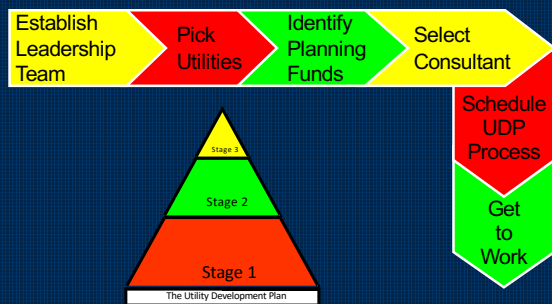 Establish
Leadership
Team
Pick
Utilities
Identify
Planning
Funds
Select
Consultant
Schedule
UDP
Process
Get
to
Work
Stage 3
Stage 2
Stage 1
The Utility Development Plan